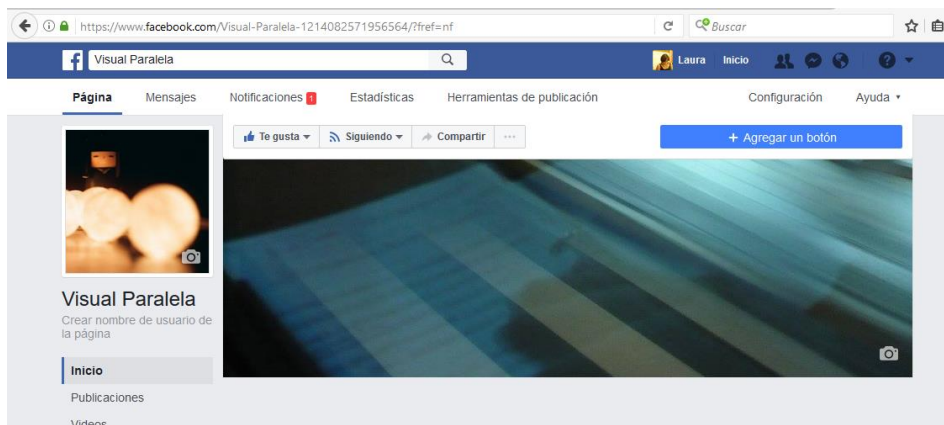 https://www.facebook.com/Visual-Paralela-1214082571956564/?fref=nf
Buscar
f Visual Paralela
Laura Inicio
Página Mensajes Notificaciones 1 Estadísticas Herramientas de publicación Configuración Ayuda
Te gusta Siguiendo Compartir ... + Agregar un botón
Visual Paralela
Crear nombre de usuario de
la página
Inicio
Publicaciones
Videos